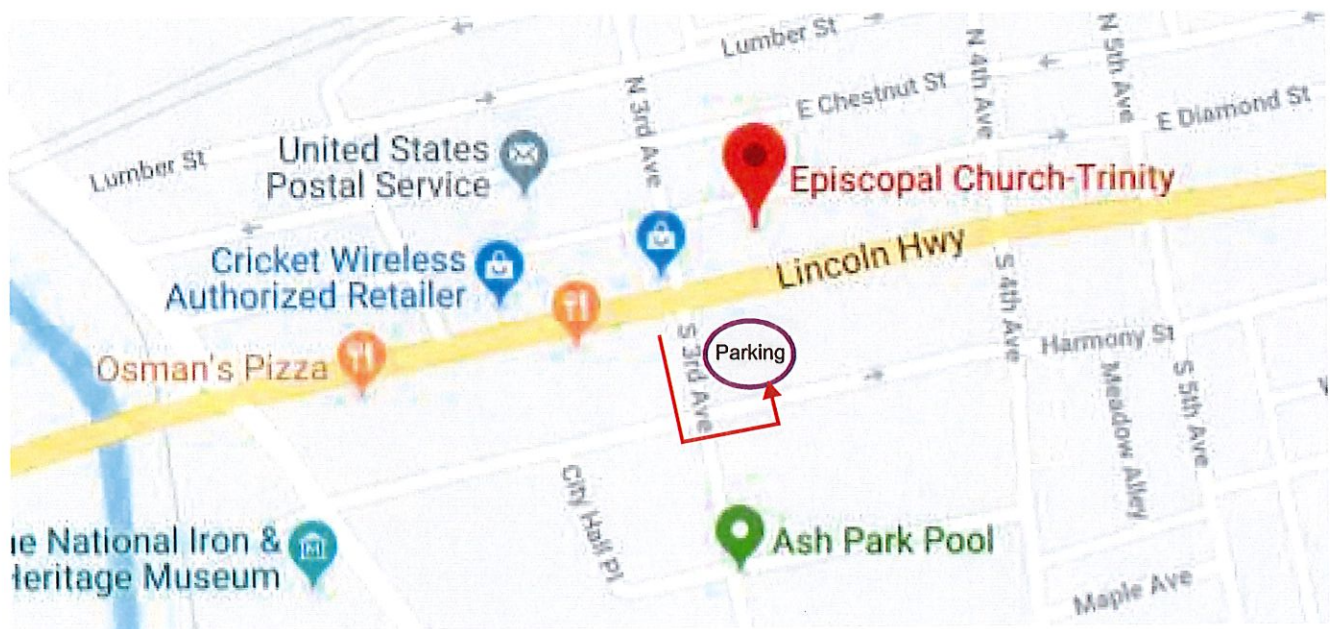 Lumber St
N 5th Ave
N 4th Ave
N 3rd Ave
E Chestnut St
E Diamond St
United States
Postal Service
Lumber St
Episcopal Church-Trinity
Cricket Wireless
Authorized Retailer
Lincoln Hwy
S 4th Ave
S 3rd Ave
Parking
Harmony St
Osman's Pizza
Meadow Alley
S 5th Ave
City Hall Pl
National Iron &
Heritage Museum
Ash Park Pool
Maple Ave